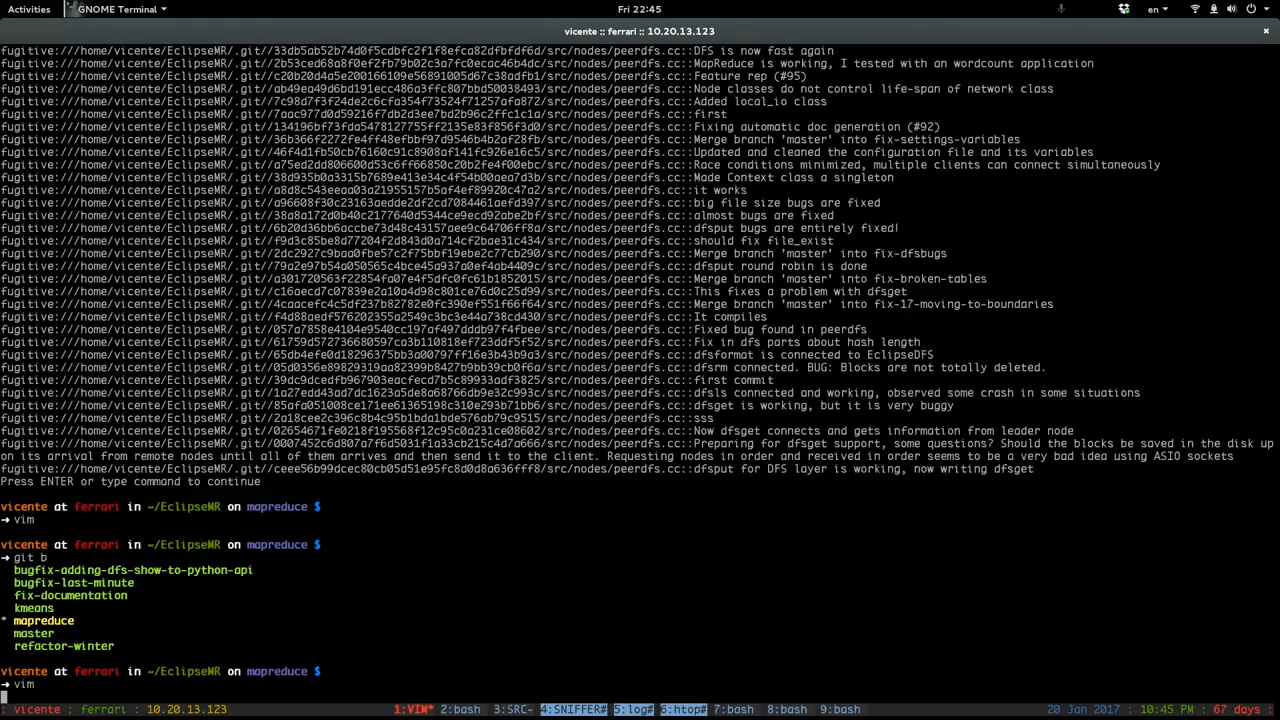 Activities GNOME Terminal Fri 22:45 en
vicente :: ferrari :: 10.20.13.123 ×
fugitive:///home/vicente/EclipseMR/.git//33db5ab52b74d0f5cdbfc2f1f8efca82dfbfdf6d/src/nodes/peerdfs.cc::DFS is now fast again
fugitive:///home/vicente/EclipseMR/.git//2b53ced68a8f0ef2fb79a02c3a7fc0ecac46b4dc/src/nodes/peerdfs.cc::MapReduce is working, I tested with an wordcount application
fugitive:///home/vicente/EclipseMR/.git//c20b20d4a5e200166109e56891005d67c38adfb1/src/nodes/peerdfs.cc::Feature rep (#95)
fugitive:///home/vicente/EclipseMR/.git//ab49ea49d6bd191ec903ec8767887bbd50038493/src/nodes/peerdfs.cc::Node classes do not control life-span of network class
fugitive:///home/vicente/EclipseMR/.git//7c98d7f3f24de2c6cfa354f73524f71257afa872/src/nodes/peerdfs.cc::Added local_io class
fugitive:///home/vicente/EclipseMR/.git//7aac977d0d59216f7db2d3ee7bd2b96c2ffc1c1a/src/nodes/peerdfs.cc::first
fugitive:///home/vicente/EclipseMR/.git//134196bf73fda5478127755ff2135e83f856f3d0/src/nodes/peerdfs.cc::Fixing automatic doc generation (#92)
fugitive:///home/vicente/EclipseMR/.git//36b366f2272fe4ff48efbbf97d9546b4b2af28fb/src/nodes/peerdfs.cc::Merge branch 'master' into fix-settings-variables
fugitive:///home/vicente/EclipseMR/.git//46f4d1fb50cb76160c91c8908af141fc926e16c5/src/nodes/peerdfs.cc::Updated and cleaned the configuration file and its variables
fugitive:///home/vicente/EclipseMR/.git//a75ed2dd806600d53c6ff66850c20b2fe4f00ebc/src/nodes/peerdfs.cc::Race conditions minimized, multiple clients can connect simultaneously
fugitive:///home/vicente/EclipseMR/.git//38d9353a3317e7689e413e34c4f54b00aea7da3d/src/nodes/peerdfs.cc::Made Context class a singleton
fugitive:///home/vicente/EclipseMR/.git//a8d8c543eeaa03a21955157b5af4ef89920c47a2/src/nodes/peerdfs.cc::it works
fugitive:///home/vicente/EclipseMR/.git//a96608f30c23163aedde2df2cd7084461aefd397/src/nodes/peerdfs.cc::big file size bugs are fixed
fugitive:///home/vicente/EclipseMR/.git//38a8a172d0b40c2177640d5344ce9ecd92abe2bf/src/nodes/peerdfs.cc::almost bugs are fixed
fugitive:///home/vicente/EclipseMR/.git//6b20d36bb6accbe73d48c43157aee9c64706ff8a/src/nodes/peerdfs.cc::dfsput bugs are entirely fixed
fugitive:///home/vicente/EclipseMR/.git//f9d3c85be8d77204f2d843d0a714cf2bae31c434/src/nodes/peerdfs.cc::should fix file_exist
fugitive:///home/vicente/EclipseMR/.git//2dc2927c9baa0fbe57c2f75bbf19ebe2c77cb290/src/nodes/peerdfs.cc::Merge branch 'master' into fix-dfsbugs
fugitive:///home/vicente/EclipseMR/.git//79a2e97b54a050565c4bce45a937a0ef4ab4409c/src/nodes/peerdfs.cc::dfsput round robin is done
fugitive:///home/vicente/EclipseMR/.git//a301720563f22854fa07e4f5dfc0fc61b1852015/src/nodes/peerdfs.cc::Merge branch 'master' into fix-broken-tables
fugitive:///home/vicente/EclipseMR/.git//c16aecd7c07839e2a10a4d98c801ce76d0c25d99/src/nodes/peerdfs.cc::This fixes a problem with dfsget
fugitive:///home/vicente/EclipseMR/.git//4caacefc4c5df237b82782e0fc390ef551f66f64/src/nodes/peerdfs.cc::Merge branch 'master' into fix-17-moving-to-boundaries
fugitive:///home/vicente/EclipseMR/.git//f4d88aedf574056355a2549c3bc3e44a738cd430/src/nodes/peerdfs.cc::It compiles
fugitive:///home/vicente/EclipseMR/.git//057a7858e4104e9540cc197af497dddb97f4fbee/src/nodes/peerdfs.cc::Fixed bug found in peerdfs
fugitive:///home/vicente/EclipseMR/.git//61759d572736660cf3b110818ef723ddf5f5f52/src/nodes/peerdfs.cc::Fix in dfs parts about hash length
fugitive:///home/vicente/EclipseMR/.git//65db4efe0d18296375bb3a00797ff16e3b43b9a3/src/nodes/peerdfs.cc::dfsformat is connected to EclipseDFS
fugitive:///home/vicente/EclipseMR/.git//05d0356e89829daa82399b8427b9bb39cb0f6a/src/nodes/peerdfs.cc::dfsrm connected. BUG: Blocks are not totally deleted.
fugitive:///home/vicente/EclipseMR/.git//39dc9dcedfb967903eacfecd7b5c89933adf3825/src/nodes/peerdfs.cc::first commit
fugitive:///home/vicente/EclipseMR/.git//1a27edd43ad7dc1623a5de8a68766db9e32c993c/src/nodes/peerdfs.cc::dfsls connected and working, observed some crash in some situations
fugitive:///home/vicente/EclipseMR/.git//85afa051008ce171ee61365198c310e293b71bb6/src/nodes/peerdfs.cc::dfsget is working, but it is very buggy
fugitive:///home/vicente/EclipseMR/.git//2a18cee2c396c8b4c95b1bda1bde576ab79c9515/src/nodes/peerdfs.cc::sss
fugitive:///home/vicente/EclipseMR/.git//02654671fe0218f195568f12c95c0a231ce08602/src/nodes/peerdfs.cc::Now dfsget connects and gets information from leader node
fugitive:///home/vicente/EclipseMR/.git//0007452c6d807a7f6d5031f1a33cb215c4d7a666/src/nodes/peerdfs.cc::Preparing for dfsget support, some questions? Should the blocks be saved in the disk up
on its arrival from remote nodes until all of them arrives and then send it to the client. Requesting nodes in order and received in order seems to be a very bad idea using ASIO sockets
fugitive:///home/vicente/EclipseMR/.git//ceee56b99dcec80cb05d51e95fc8d0d8a636fff8/src/nodes/peerdfs.cc::dfsput for DFS layer is working, now writing dfsget
Press ENTER or type command to continue
vicente at ferrari in ~/EclipseMR on mapreduce $
➜ vim
vicente at ferrari in ~/EclipseMR on mapreduce $
➜ git b
bugfix-adding-dfs-show-to-python-api
bugfix-last-minute
fix-documentation
kmeans
* mapreduce
master
refactor-winter
vicente at ferrari in ~/EclipseMR on mapreduce $
➜ vim
: vicente : ferrari : 10.20.13.123 1:VIM* 2:bash 3:SRC- 4:SNIFFER# 5:log# 6:htop# 7:bash 8:bash 9:bash 20 Jan 2017 : 10:45 PM : 67 days :